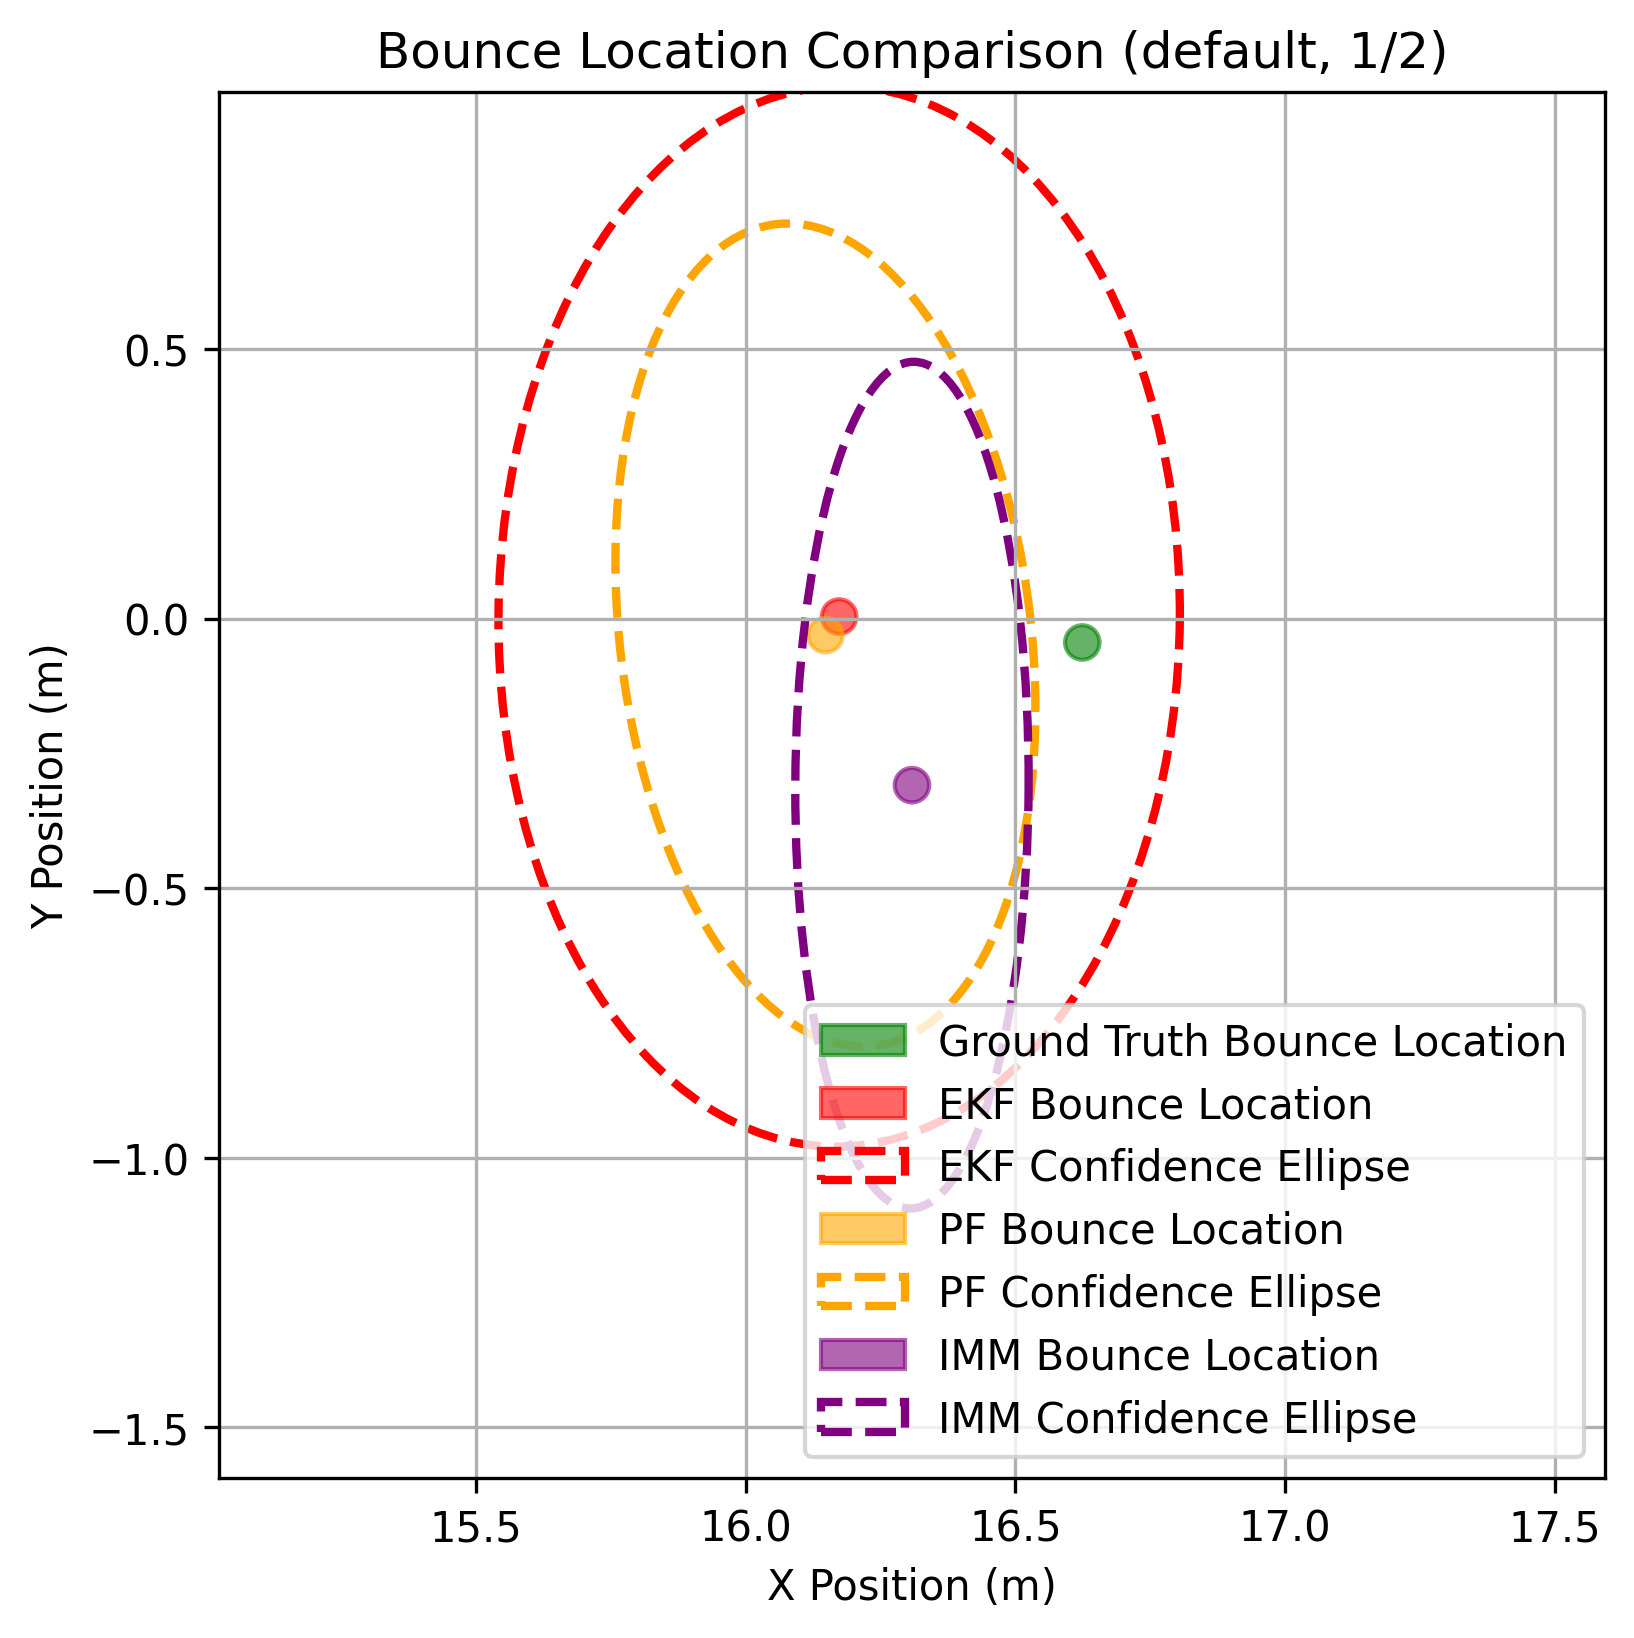 Bounce Location Comparison (default, 1/2)
0.5
0.0
−0.5
−1.0
−1.5
Y Position (m)
Ground Truth Bounce Location
EKF Bounce Location
EKF Confidence Ellipse
PF Bounce Location
PF Confidence Ellipse
IMM Bounce Location
IMM Confidence Ellipse
15.5 16.0 16.5 17.0 17.5
X Position (m)